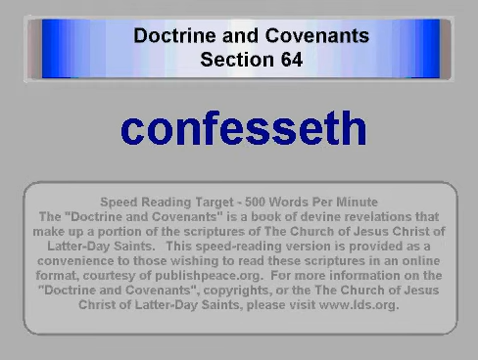 Doctrine and Covenants
Section 64
confesseth
Speed Reading Target - 500 Words Per Minute
The "Doctrine and Covenants" is a book of devine revelations that
make up a portion of the scriptures of The Church of Jesus Christ of
Latter-Day Saints. This speed-reading version is provided as a
convenience to those wishing to read these scriptures in an online
format, courtesy of publishpeace.org. For more information on the
"Doctrine and Covenants", copyrights, or the The Church of Jesus
Christ of Latter-Day Saints, please visit www.lds.org.